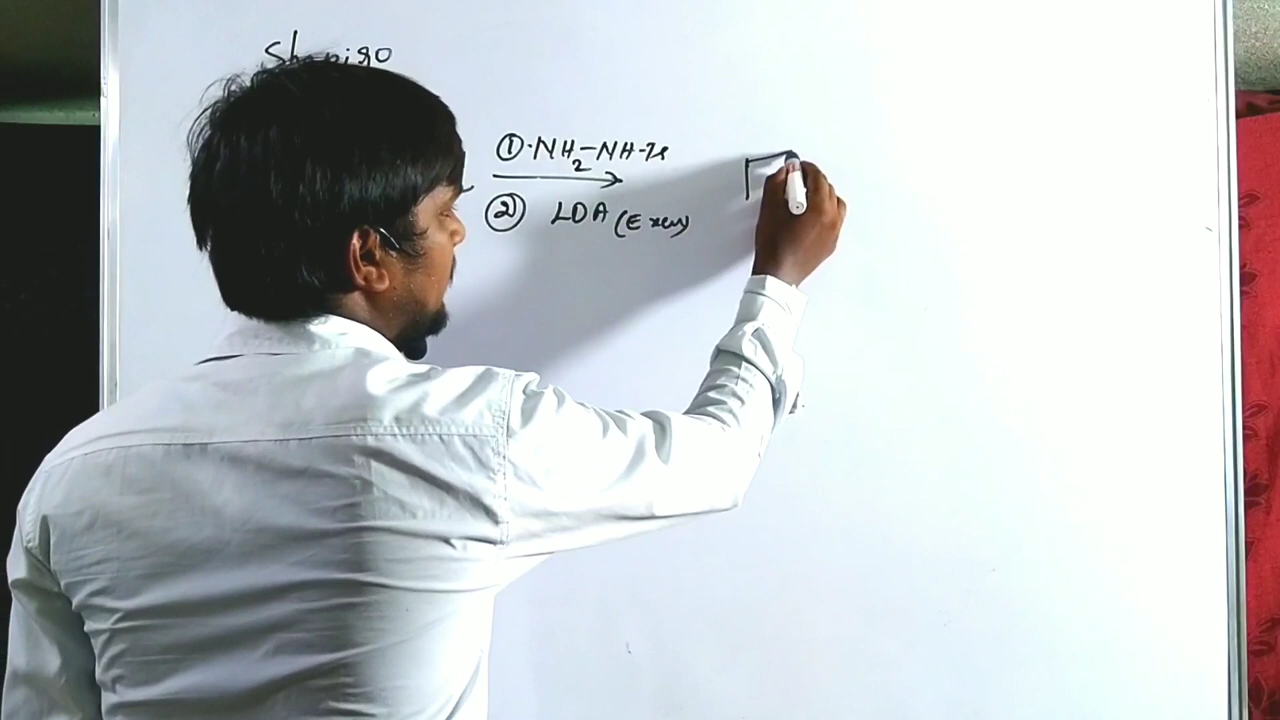 Shapiro
①·NH2-NH-Ts
② LDA (Excess)